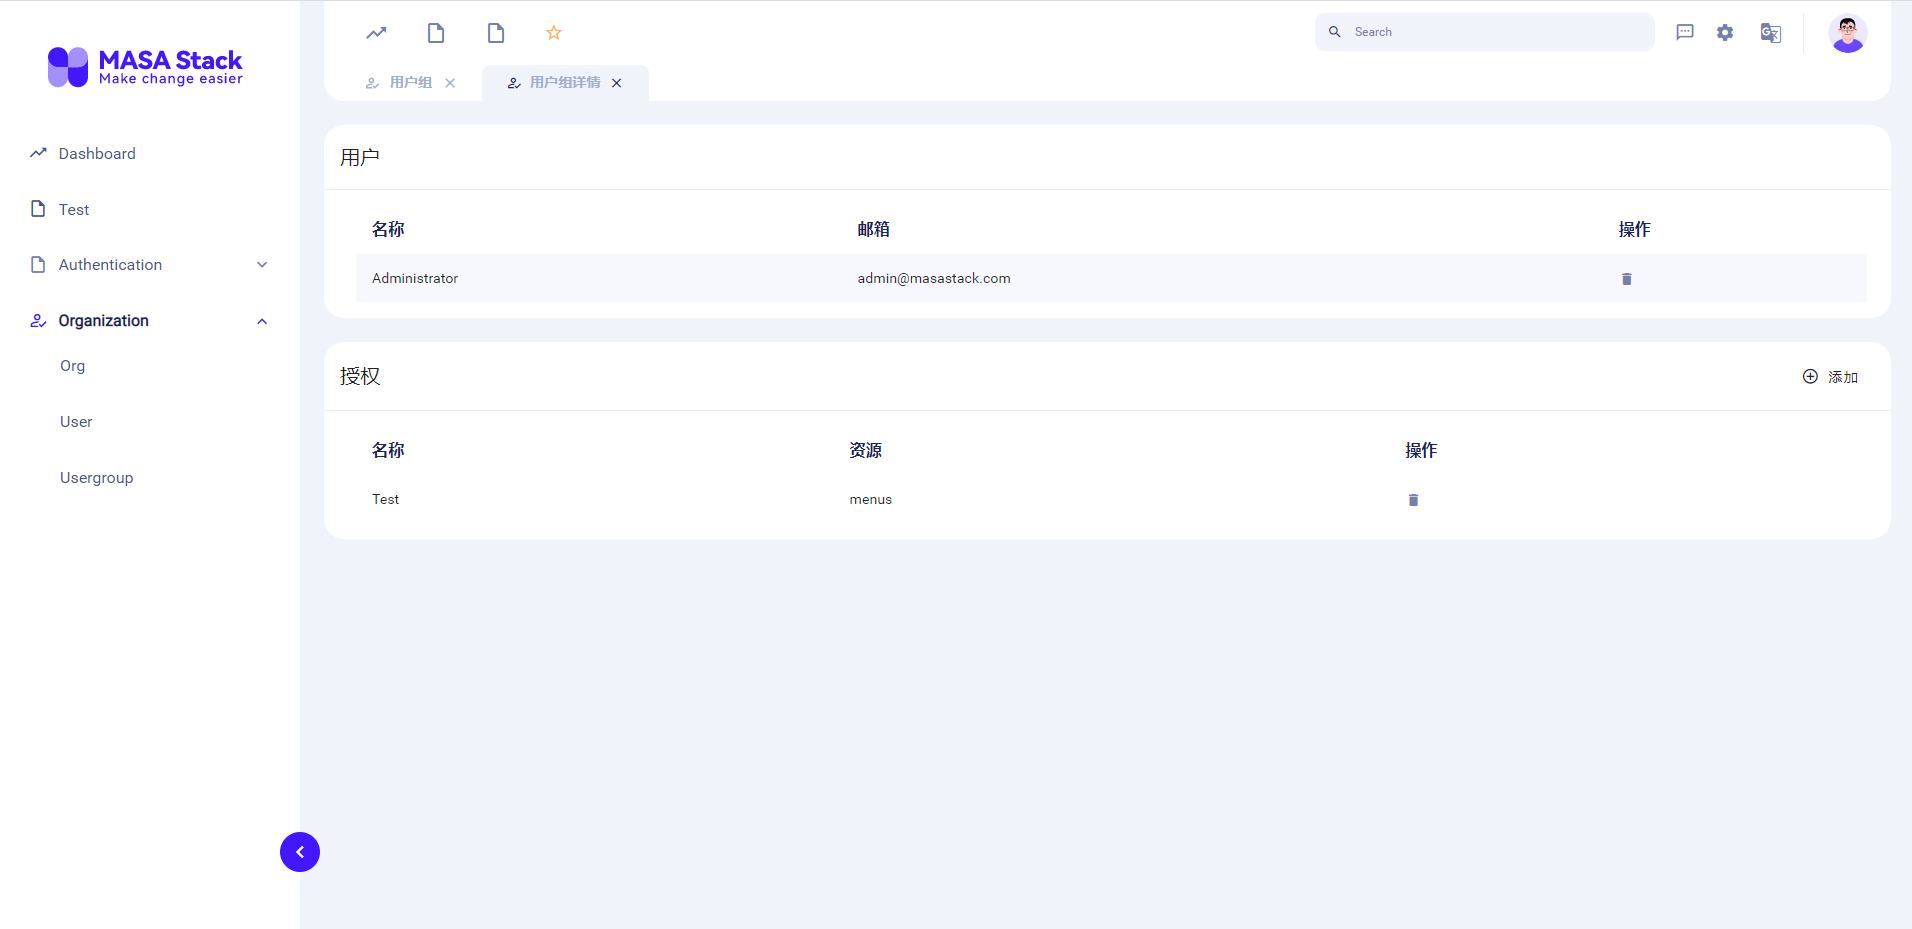 MASA Stack
Make change easier
Dashboard
Test
Authentication
Organization
Org
User
Usergroup
Search
用户组
用户组详情
用户
名称 邮箱 操作
Administrator admin@masastack.com
授权 添加
名称 资源 操作
Test menus